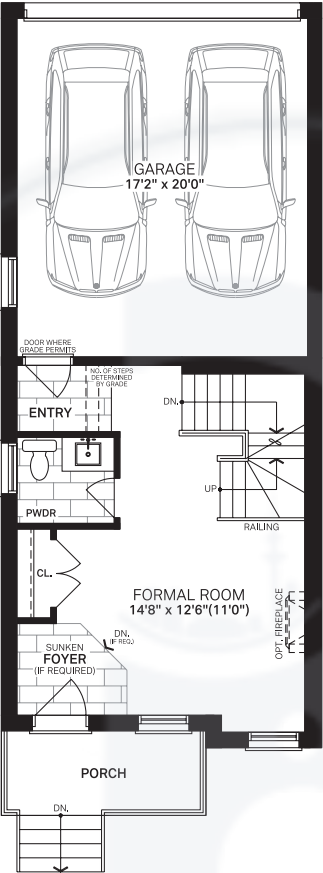 GARAGE
17'2" x 20'0"
DOOR WHERE
GRADE PERMITS
NO. OF STEPS
DETERMINED
BY GRADE
ENTRY
DN.
PWDR
UP
RAILING
CL.
FORMAL ROOM
14'8" x 12'6"(11'0")
OPT. FIREPLACE
DN.
(IF REQ.)
SUNKEN
FOYER
(IF REQUIRED)
PORCH
DN.